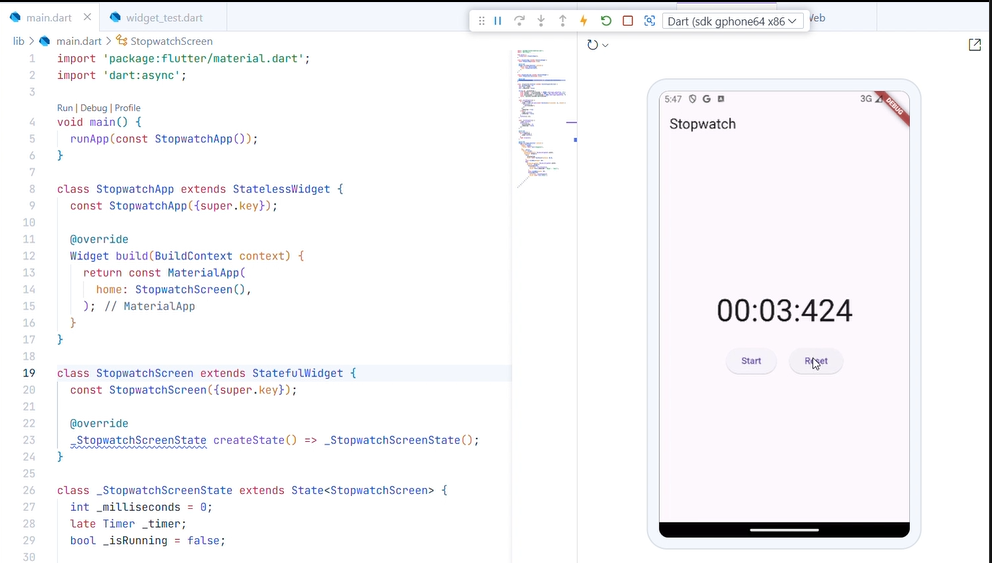 main.dart
widget_test.dart
Dart (sdk gphone64 x86
Web
lib > main.dart > StopwatchScreen
1 import 'package:flutter/material.dart';
2 import 'dart:async';
3
Run | Debug | Profile
4 void main() {
5 runApp(const StopwatchApp());
6 }
7
8 class StopwatchApp extends StatelessWidget {
9 const StopwatchApp({super.key});
10
11 @override
12 Widget build(BuildContext context) {
13 return const MaterialApp(
14 home: StopwatchScreen(),
15 ); // MaterialApp
16 }
17 }
18
19 class StopwatchScreen extends StatefulWidget {
20 const StopwatchScreen({super.key});
21
22 @override
23 _StopwatchScreenState createState() => _StopwatchScreenState();
24 }
25
26 class _StopwatchScreenState extends State<StopwatchScreen> {
27 int _milliseconds = 0;
28 late Timer _timer;
29 bool _isRunning = false;
30
5:47
3G
DEBUG
Stopwatch
00:03:424
Start
Reset